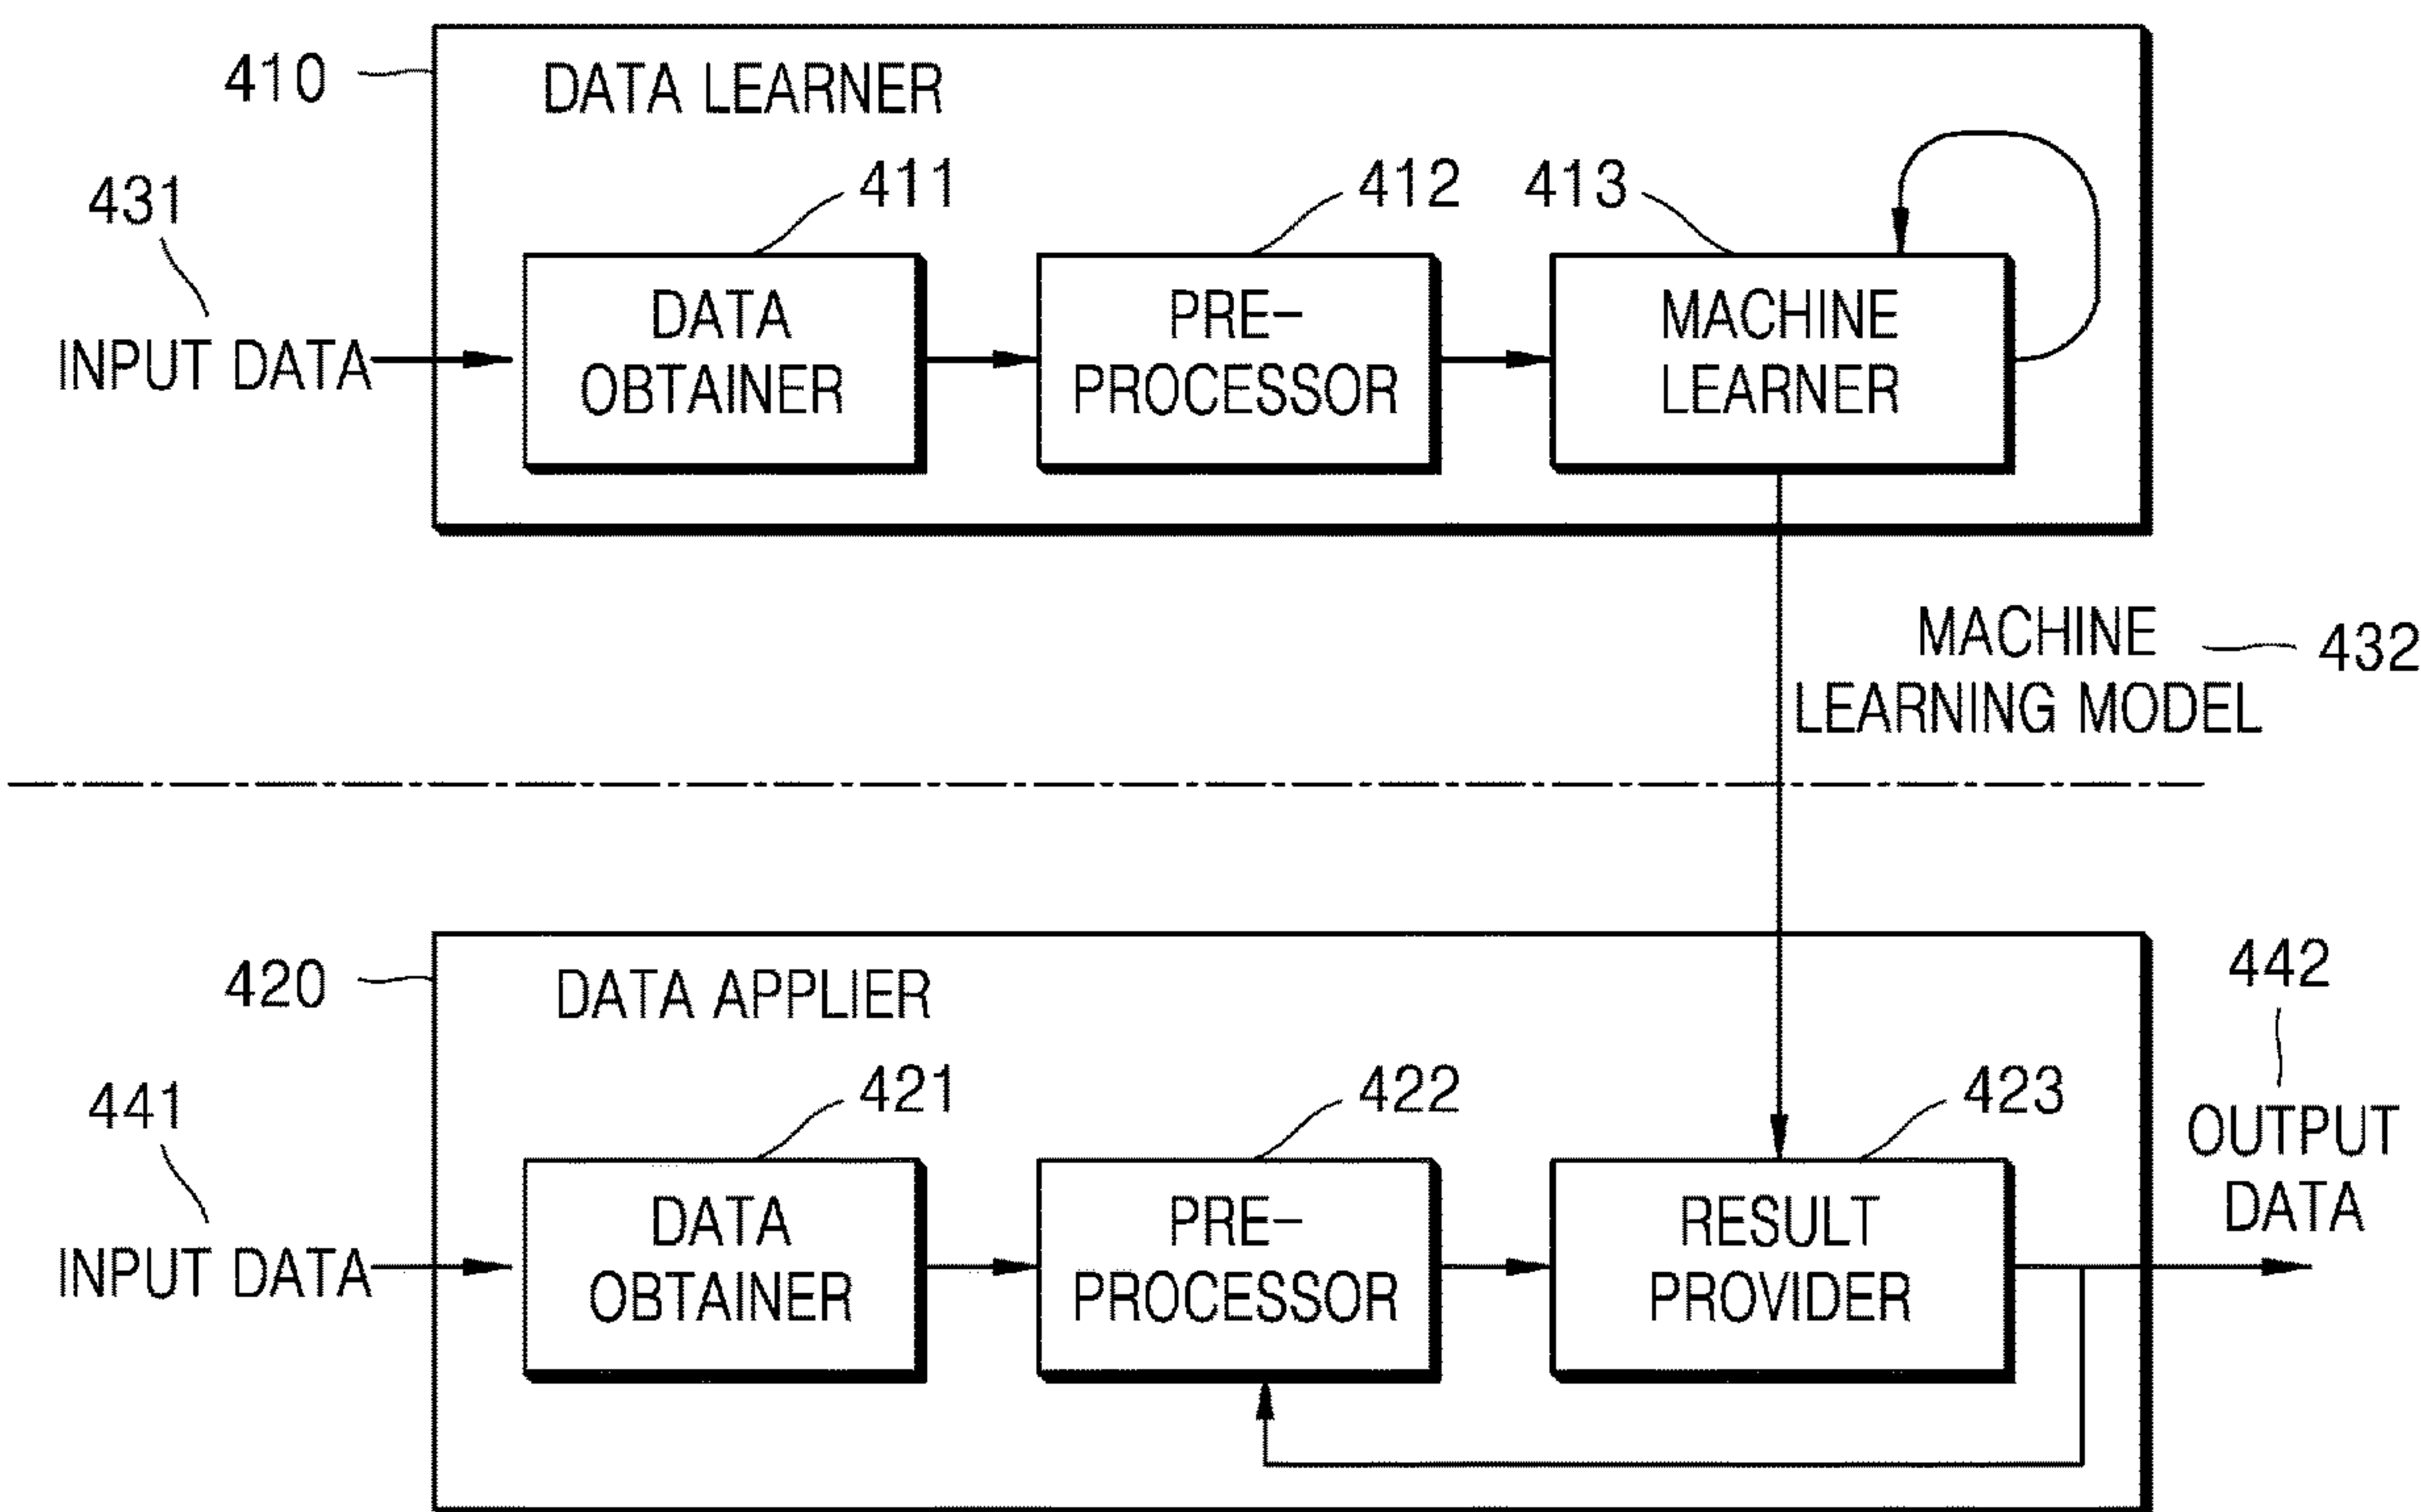 410
DATA LEARNER
431
411
412
413
INPUT DATA
DATA
OBTAINER
PRE-
PROCESSOR
MACHINE
LEARNER
MACHINE
LEARNING MODEL
432
420
DATA APPLIER
442
OUTPUT
DATA
441
421
422
423
INPUT DATA
DATA
OBTAINER
PRE-
PROCESSOR
RESULT
PROVIDER